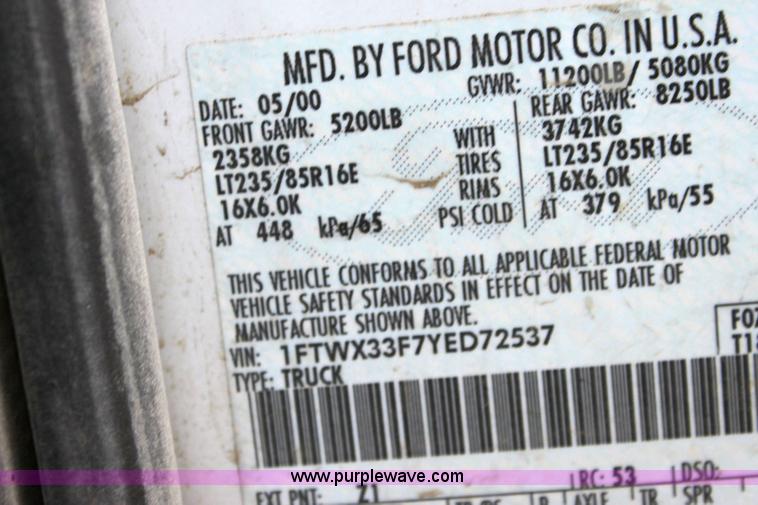 MFD. BY FORD MOTOR CO. IN U.S.A.
DATE: 05/00 GVWR: 11200LB/ 5080KG
FRONT GAWR: 5200LB REAR GAWR: 8250LB
2358KG WITH 3742KG
LT235/85R16E TIRES LT235/85R16E
16X6.0K RIMS 16X6.0K
AT 448 kPa/65 PSI COLD AT 379 kPa/55
THIS VEHICLE CONFORMS TO ALL APPLICABLE FEDERAL MOTOR
VEHICLE SAFETY STANDARDS IN EFFECT ON THE DATE OF
MANUFACTURE SHOWN ABOVE.
VIN: 1FTWX33F7YED72537
TYPE: TRUCK
www.purplewave.com
RC: 53 DSO:
EXT PNT: Z1 AXLE TR SPR